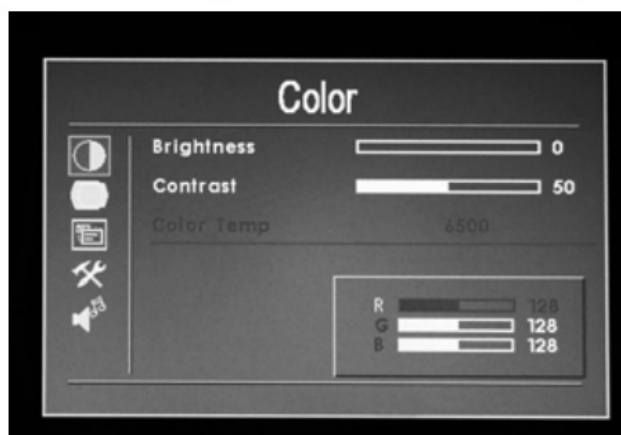 Color
Brightness 0
Contrast 50
Color Temp 6500
R 128
G 128
B 128